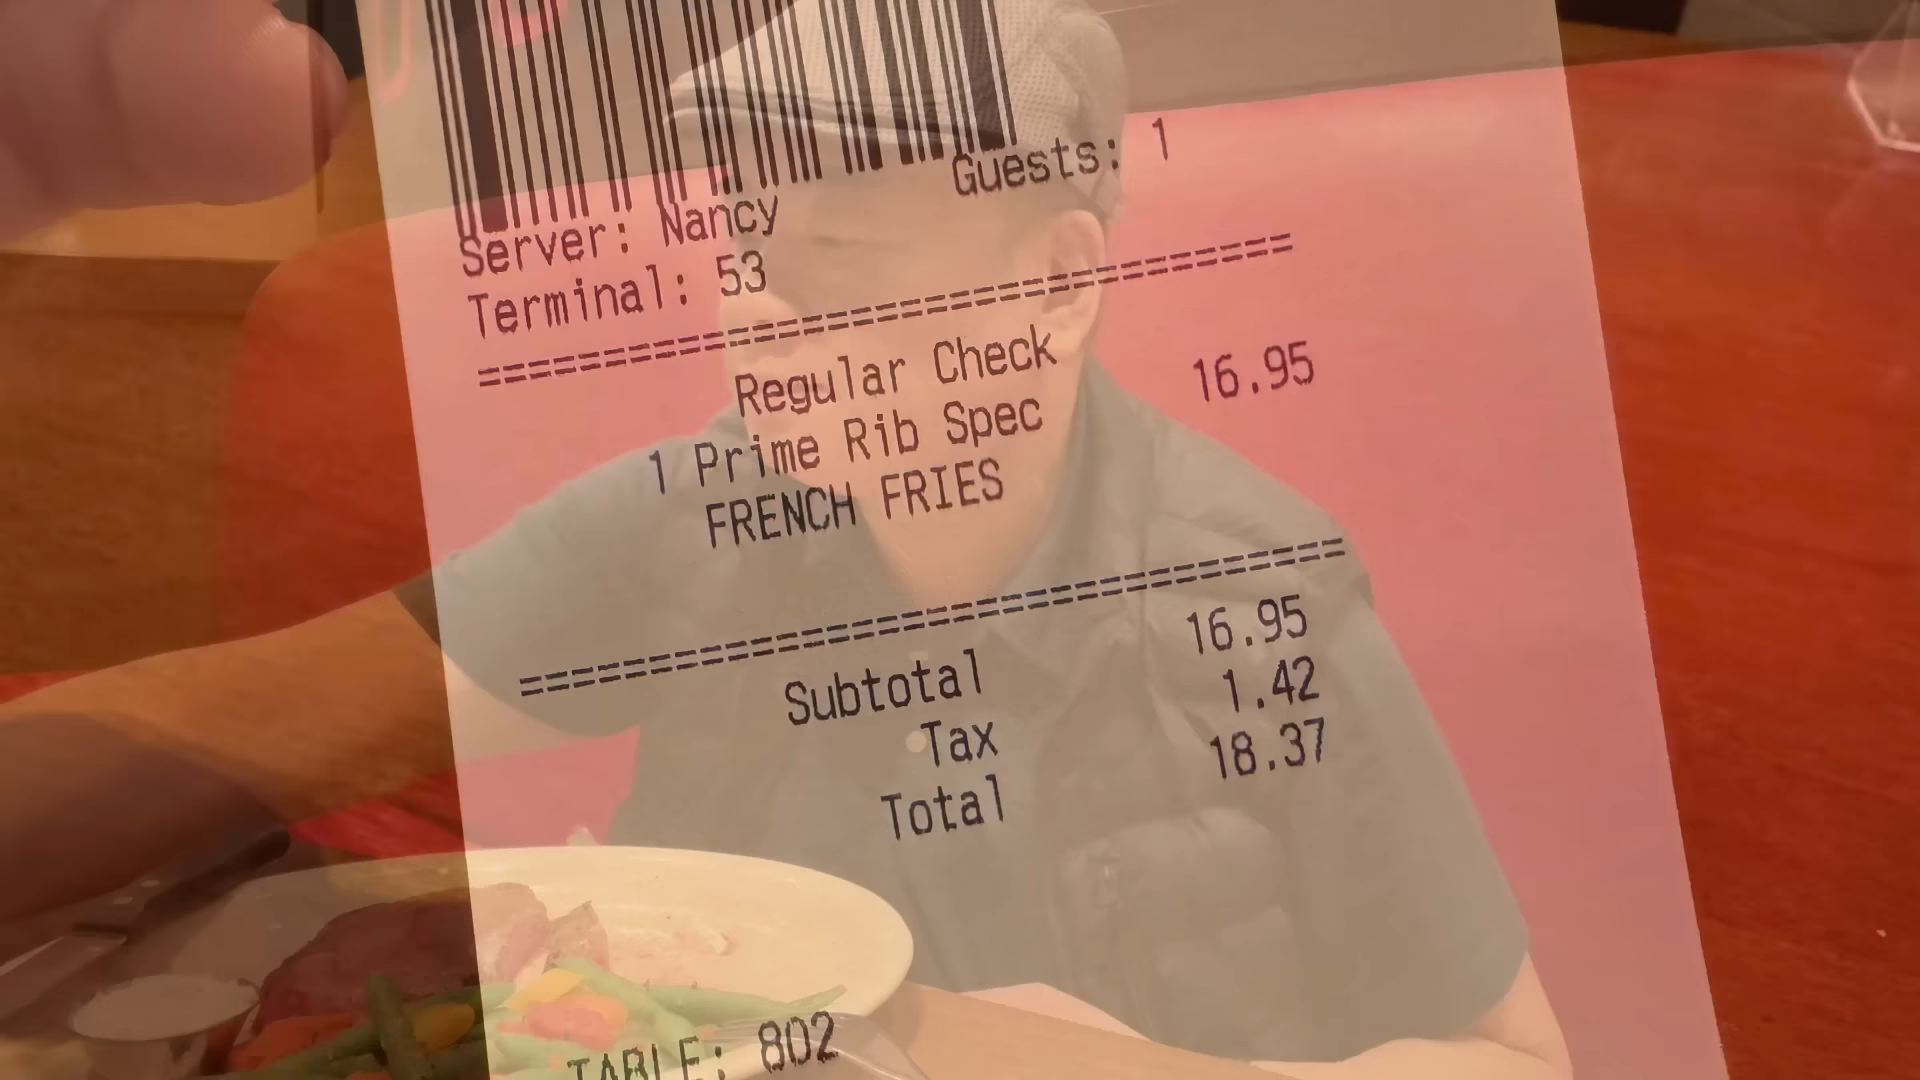 Guests: 1
Server: Nancy
Terminal: 53
================================
Regular Check
1 Prime Rib Spec 16.95
FRENCH FRIES
================================
Subtotal 16.95
Tax 1.42
Total 18.37
TABLE: 802